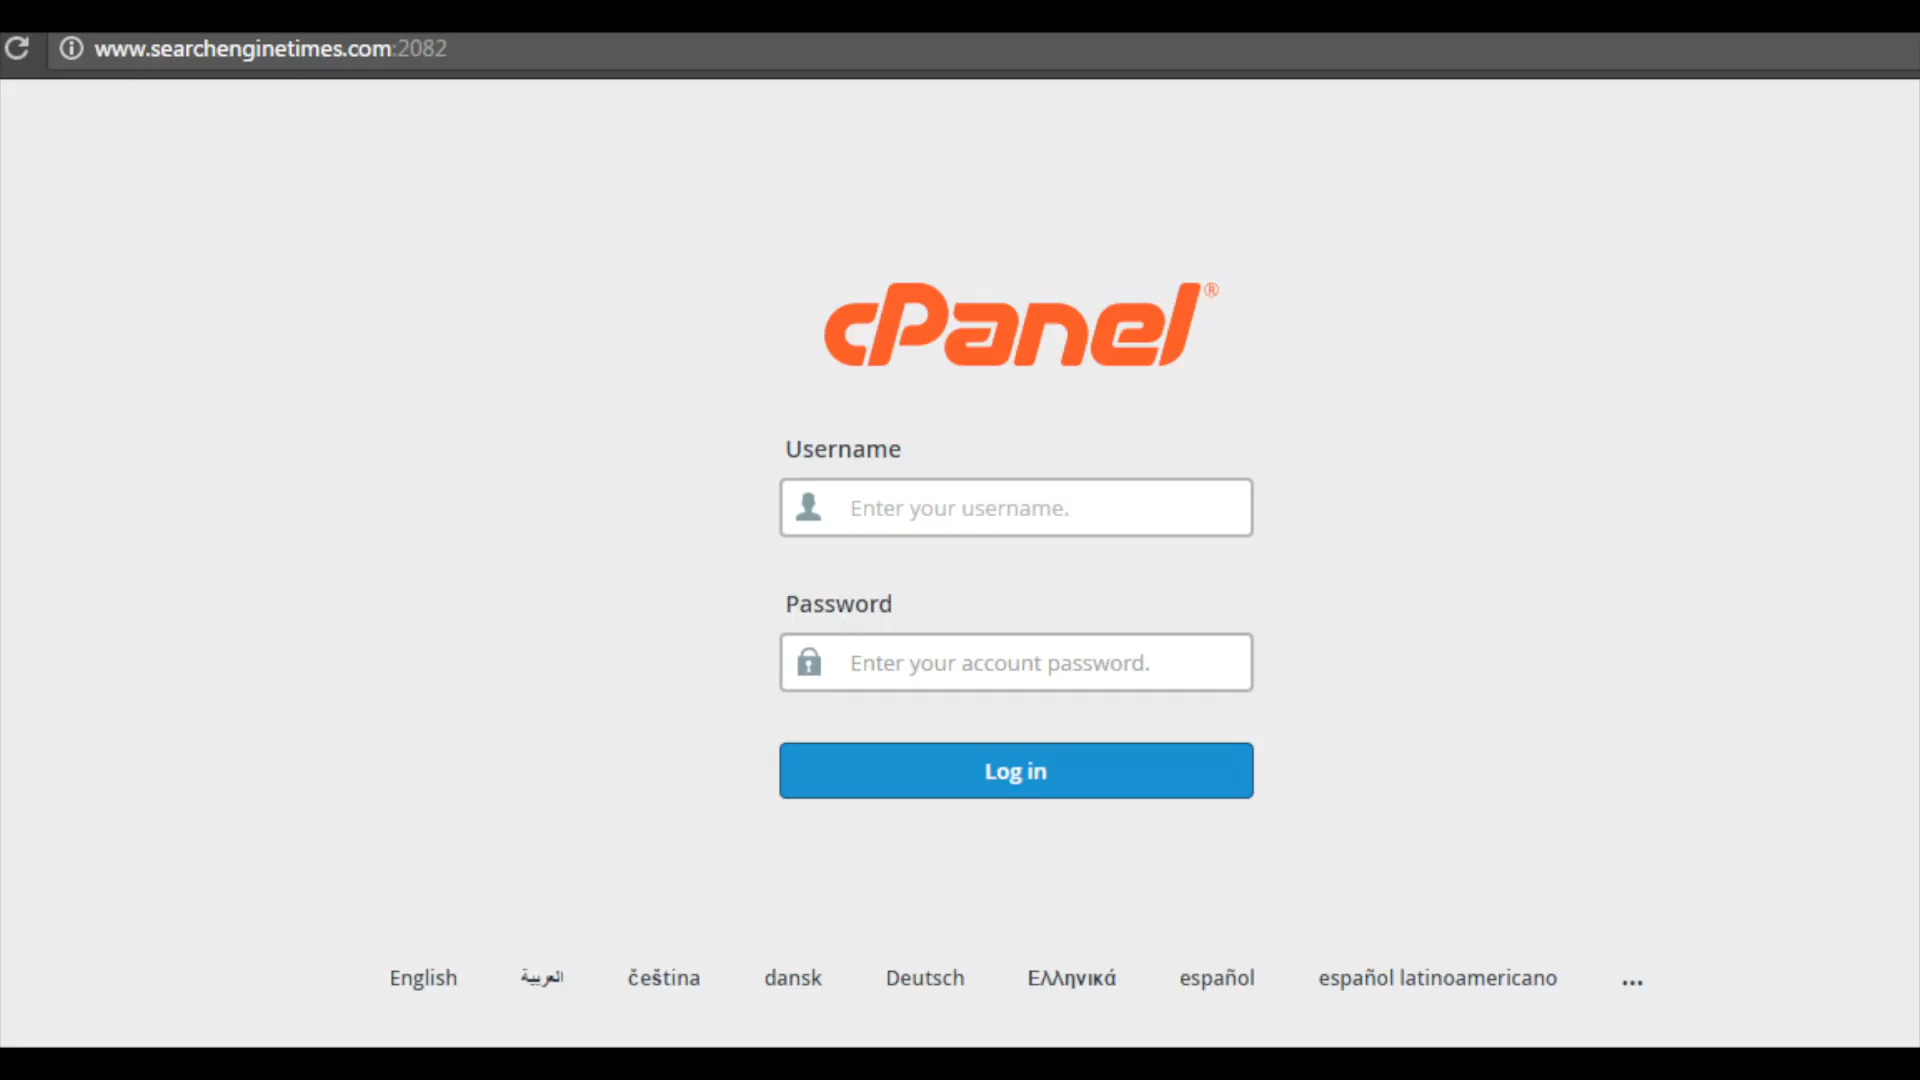 www.searchenginetimes.com:2082
cPanel®
Username
Enter your username.
Password
Enter your account password.
Log in
English العربية čeština dansk Deutsch Ελληνικά español español latinoamericano ...